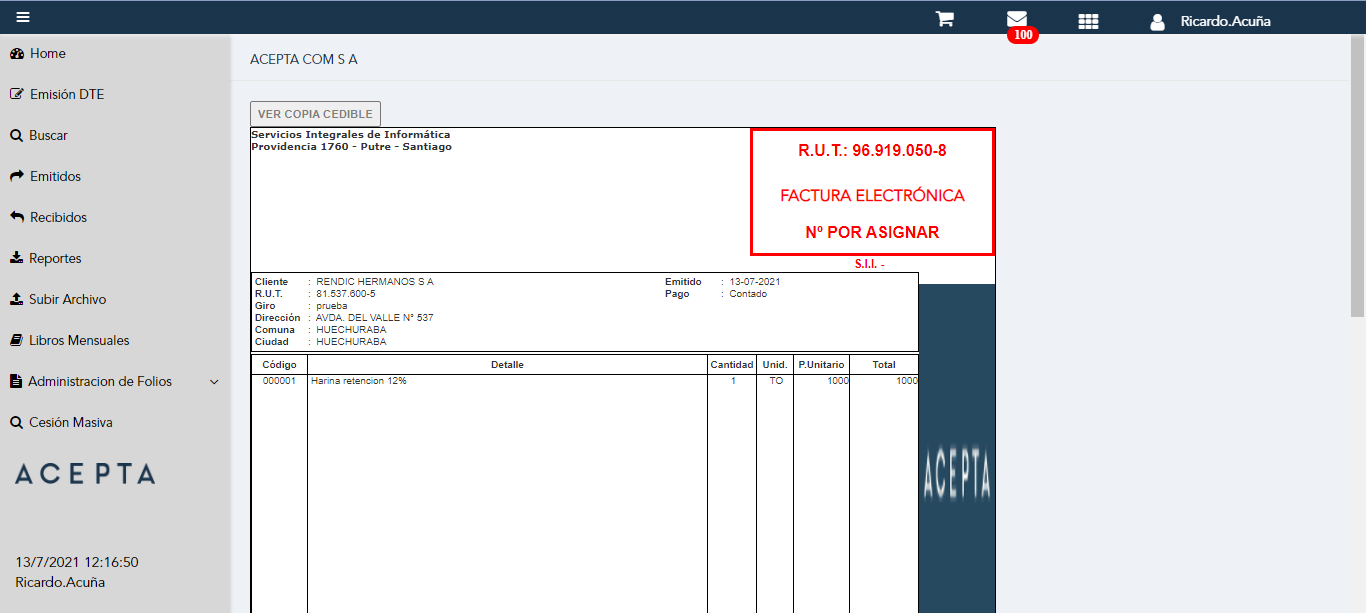 Ricardo.Acuña
100
Home
Emisión DTE
Buscar
Emitidos
Recibidos
Reportes
Subir Archivo
Libros Mensuales
Administracion de Folios
Cesión Masiva
ACEPTA
13/7/2021 12:16:50
Ricardo.Acuña
ACEPTA COM S A
VER COPIA CEDIBLE
Servicios Integrales de Informática
Providencia 1760 - Putre - Santiago
R.U.T.: 96.919.050-8
FACTURA ELECTRÓNICA
Nº POR ASIGNAR
S.I.I. -
Cliente : RENDIC HERMANOS S A Emitido : 13-07-2021
R.U.T. : 81.537.600-5 Pago : Contado
Giro : prueba
Dirección : AVDA. DEL VALLE N° 537
Comuna : HUECHURABA
Ciudad : HUECHURABA
Código Detalle Cantidad Unid. P.Unitario Total
000001 Harina retencion 12% 1 TO 1000 1000
ACEPTA